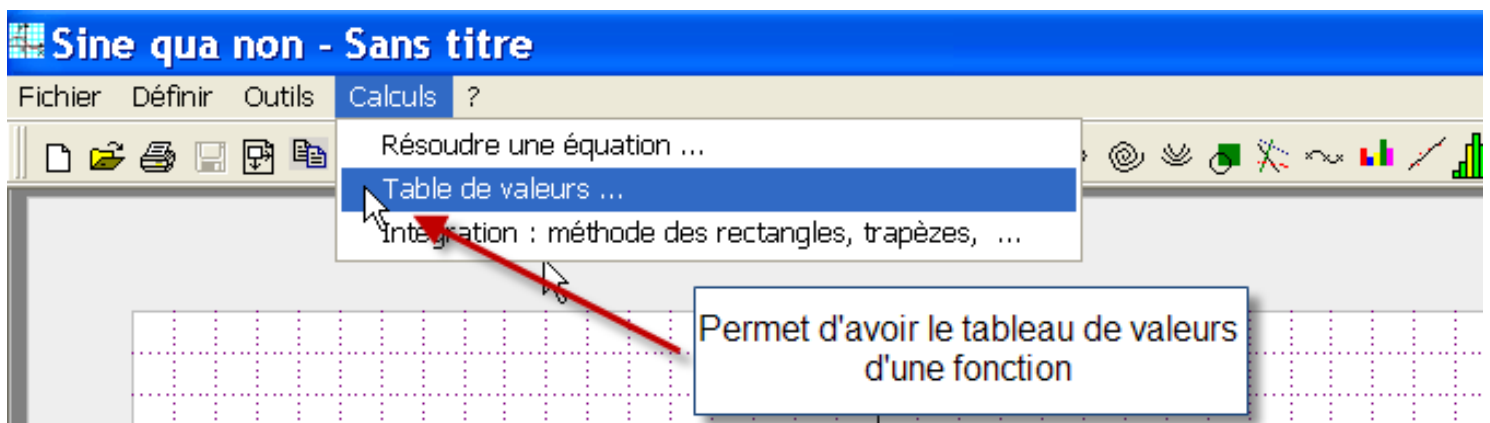 Sine qua non - Sans titre
Fichier Définir Outils Calculs ?
Résoudre une équation ...
Table de valeurs ...
Intégration : méthode des rectangles, trapèzes, ...
Permet d'avoir le tableau de valeurs
d'une fonction